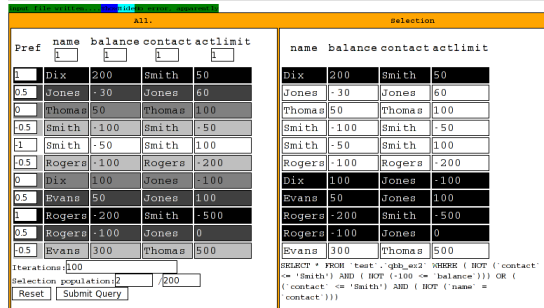 input file written... no error, apparently
All.
Pref name balance contact actlimit
1 1 1 1
1 Dix 200 Smith 50
0.5 Jones -30 Jones 60
0 Thomas 50 Thomas 100
-0.5 Smith -100 Smith -50
-1 Smith -50 Smith 100
-0.5 Rogers -100 Rogers -200
0 Dix 100 Jones -100
0.5 Evans 50 Jones 100
1 Rogers -200 Smith -500
0.5 Rogers -100 Jones 0
-0.5 Evans 300 Thomas 500
Iterations: 100
Selection population: 2 / 200
Reset Submit Query
Selection
name balance contact actlimit
Dix 200 Smith 50
Jones -30 Jones 60
Thomas 50 Thomas 100
Smith -100 Smith -50
Smith -50 Smith 100
Rogers -100 Rogers -200
Dix 100 Jones -100
Evans 50 Jones 100
Rogers -200 Smith -500
Rogers -100 Jones 0
Evans 300 Thomas 500
SELECT * FROM `test`.`qbb_ex2` WHERE ( NOT (`contact`
<= 'Smith') AND ( NOT (-100 <= `balance`))) OR (
(`contact` <= 'Smith') AND ( NOT (`name` =
`contact`)))